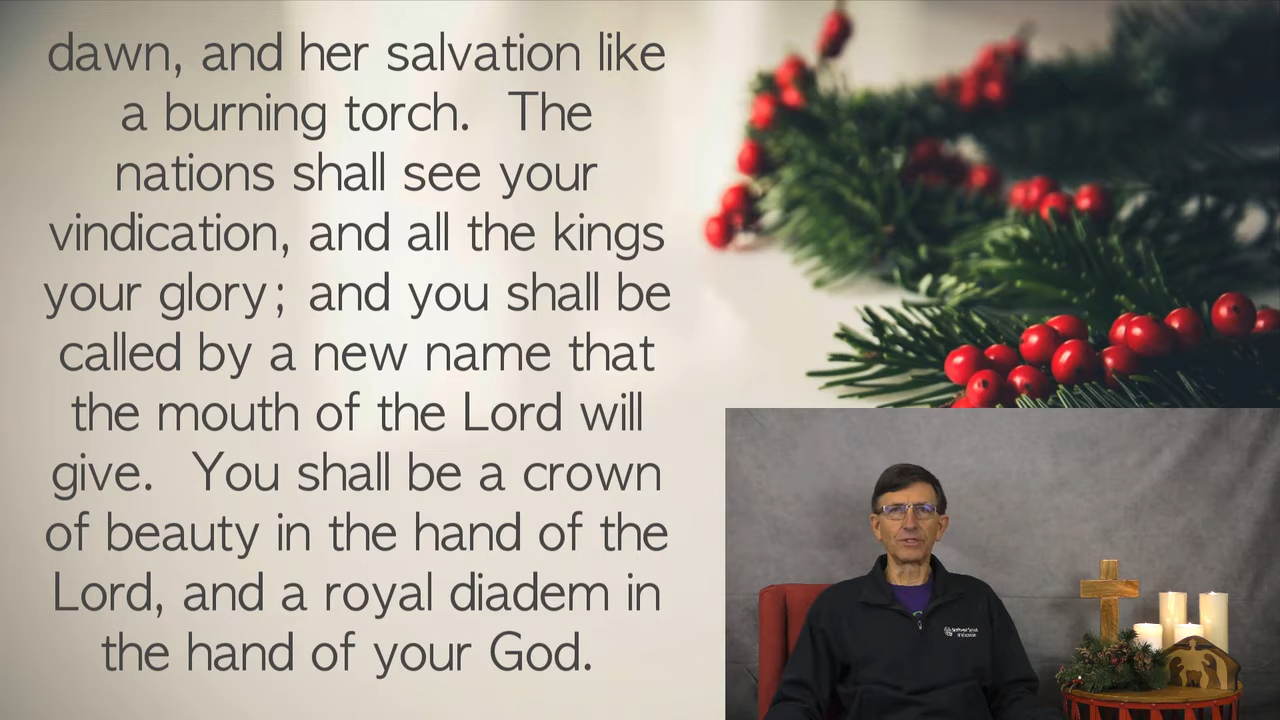 dawn, and her salvation like
a burning torch. The
nations shall see your
vindication, and all the kings
your glory; and you shall be
called by a new name that
the mouth of the Lord will
give. You shall be a crown
of beauty in the hand of the
Lord, and a royal diadem in
the hand of your God.